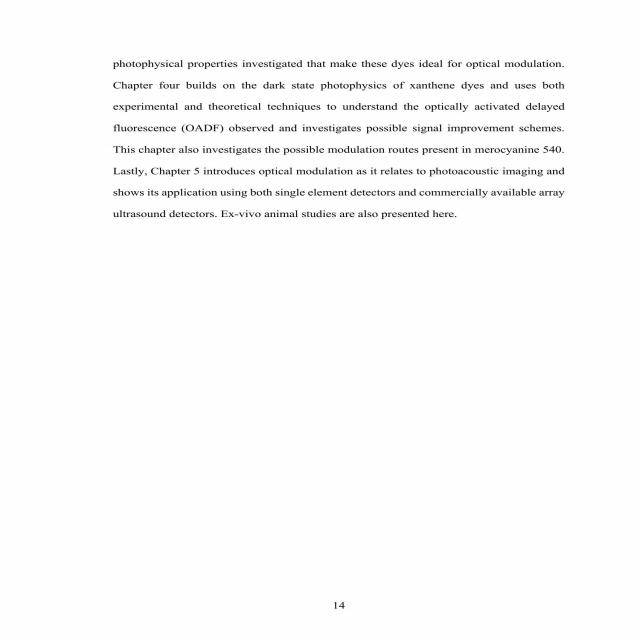 photophysical properties investigated that make these dyes ideal for optical modulation.
Chapter four builds on the dark state photophysics of xanthene dyes and uses both
experimental and theoretical techniques to understand the optically activated delayed
fluorescence (OADF) observed and investigates possible signal improvement schemes.
This chapter also investigates the possible modulation routes present in merocyanine 540.
Lastly, Chapter 5 introduces optical modulation as it relates to photoacoustic imaging and
shows its application using both single element detectors and commercially available array
ultrasound detectors. Ex-vivo animal studies are also presented here.
14